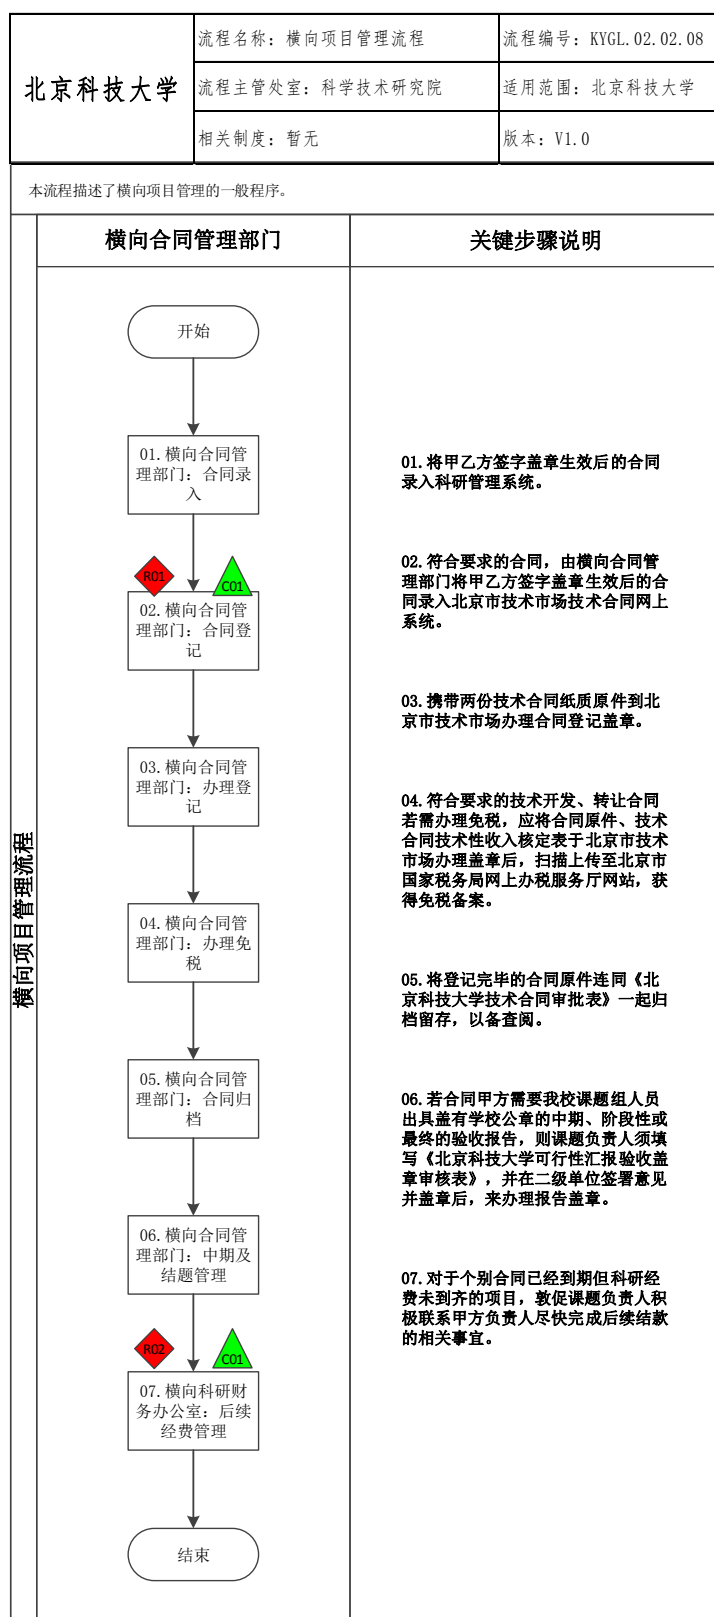 北京科技大学
流程名称：横向项目管理流程
流程编号：KYGL.02.02.08
流程主管处室：科学技术研究院
适用范围：北京科技大学
相关制度：暂无
版本：V1.0
本流程描述了横向项目管理的一般程序。
横向项目管理流程
横向合同管理部门
关键步骤说明
开始
01.横向合同管
理部门：合同录
入
R01
C01
02.横向合同管
理部门：合同登
记
03.横向合同管
理部门：办理登
记
04.横向合同管
理部门：办理免
税
05.横向合同管
理部门：合同归
档
06.横向合同管
理部门：中期及
结题管理
R02
C01
07.横向科研财
务办公室：后续
经费管理
结束
01.将甲乙方签字盖章生效后的合同
录入科研管理系统。
02.符合要求的合同，由横向合同管
理部门将甲乙方签字盖章生效后的合
同录入北京市技术市场技术合同网上
系统。
03.携带两份技术合同纸质原件到北
京市技术市场办理合同登记盖章。
04.符合要求的技术开发、转让合同
若需办理免税，应将合同原件、技术
合同技术性收入核定表于北京市技术
市场办理盖章后，扫描上传至北京市
国家税务局网上办税服务厅网站，获
得免税备案。
05.将登记完毕的合同原件连同《北
京科技大学技术合同审批表》一起归
档留存，以备查阅。
06.若合同甲方需要我校课题组人员
出具盖有学校公章的中期、阶段性或
最终的验收报告，则课题负责人须填
写《北京科技大学可行性汇报验收盖
章审核表》，并在二级单位签署意见
并盖章后，来办理报告盖章。
07.对于个别合同已经到期但科研经
费未到齐的项目，敦促课题负责人积
极联系甲方负责人尽快完成后续结款
的相关事宜。